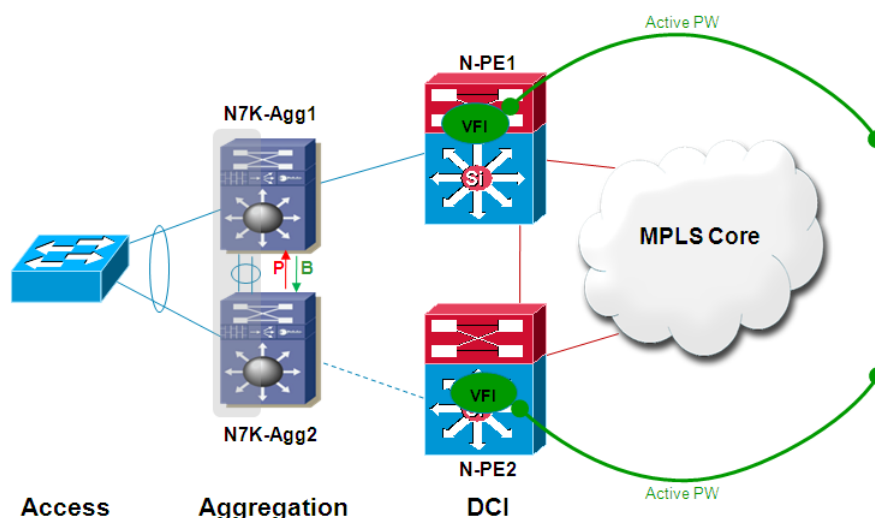 Active PW
N-PE1
N7K-Agg1
VFI
Si
MPLS Core
P
B
VFI
N7K-Agg2
N-PE2
Active PW
Access
Aggregation
DCI